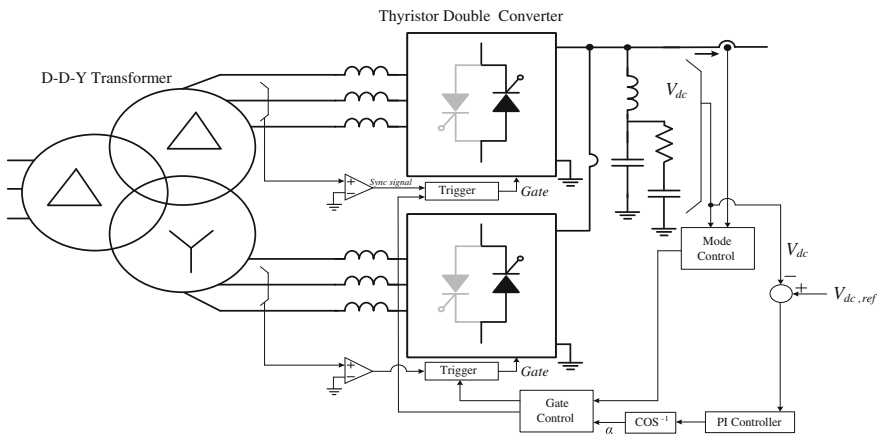 Thyristor Double Converter
D-D-Y Transformer
V_dc
Sync signal
Trigger
Gate
Mode
Control
V_dc
V_dc,ref
Trigger
Gate
Gate
Control
α
COS⁻¹
PI Controller
+
−
+
−
−
+